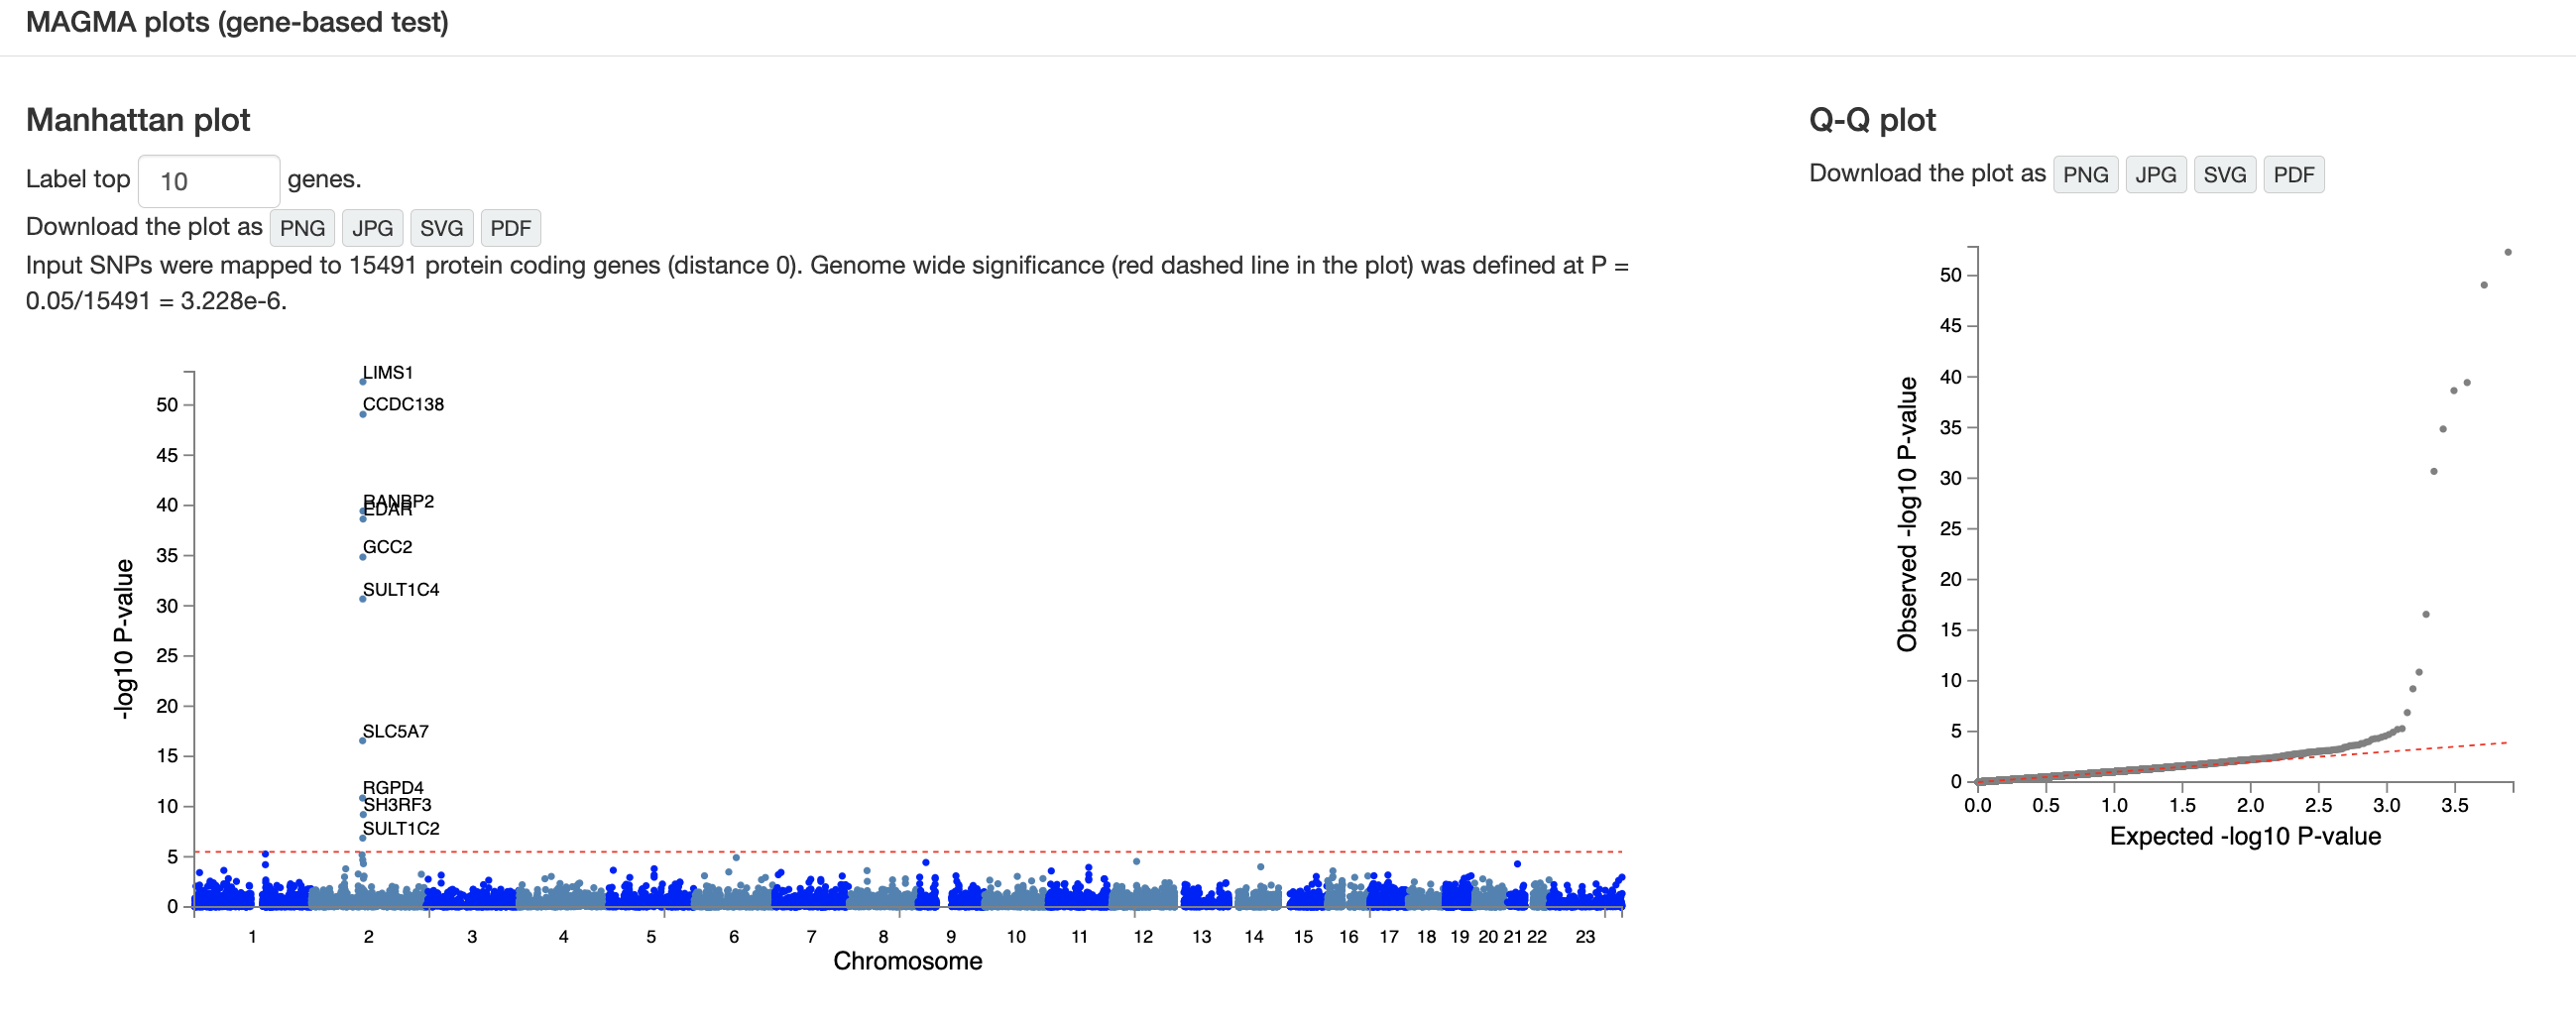 MAGMA plots (gene-based test)
Manhattan plot
Label top 10 genes.
Download the plot as PNG JPG SVG PDF
Input SNPs were mapped to 15491 protein coding genes (distance 0). Genome wide significance (red dashed line in the plot) was defined at P =
0.05/15491 = 3.228e-6.
LIMS1
CCDC138
RANBP2
EDAR
GCC2
SULT1C4
SLC5A7
RGPD4
SH3RF3
SULT1C2
50
45
40
35
30
25
20
15
10
5
0
-log10 P-value
1 2 3 4 5 6 7 8 9 10 11 12 13 14 15 16 17 18 19 20 21 22 23
Chromosome
Q-Q plot
Download the plot as PNG JPG SVG PDF
50
45
40
35
30
25
20
15
10
5
0
Observed -log10 P-value
0.0 0.5 1.0 1.5 2.0 2.5 3.0 3.5
Expected -log10 P-value